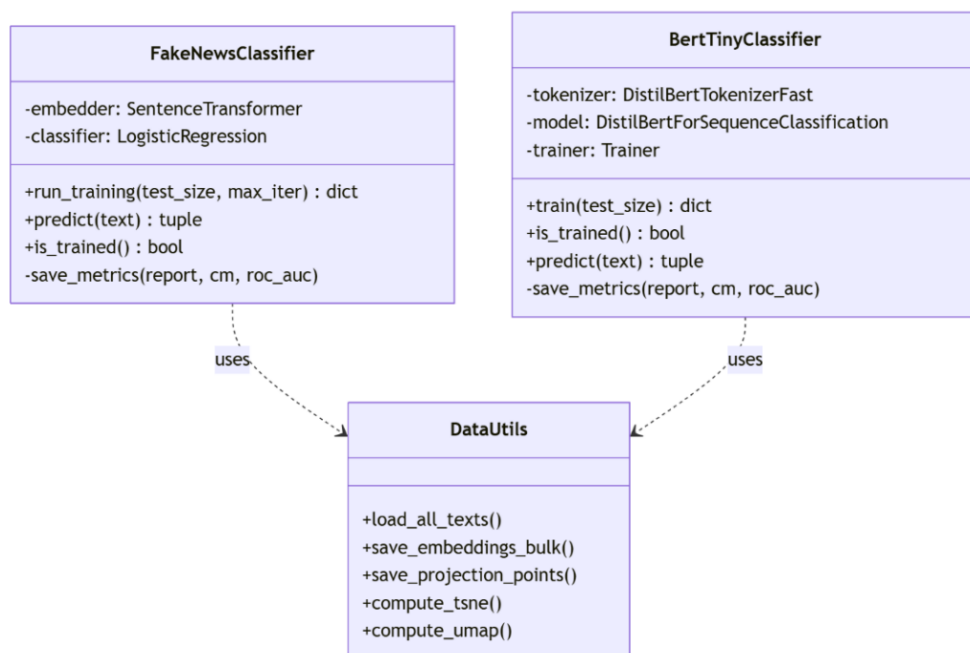 FakeNewsClassifier
-embedder: SentenceTransformer
-classifier: LogisticRegression
+run_training(test_size, max_iter) : dict
+predict(text) : tuple
+is_trained() : bool
-save_metrics(report, cm, roc_auc)
BertTinyClassifier
-tokenizer: DistilBertTokenizerFast
-model: DistilBertForSequenceClassification
-trainer: Trainer
+train(test_size) : dict
+is_trained() : bool
+predict(text) : tuple
-save_metrics(report, cm, roc_auc)
uses
uses
DataUtils
+load_all_texts()
+save_embeddings_bulk()
+save_projection_points()
+compute_tsne()
+compute_umap()